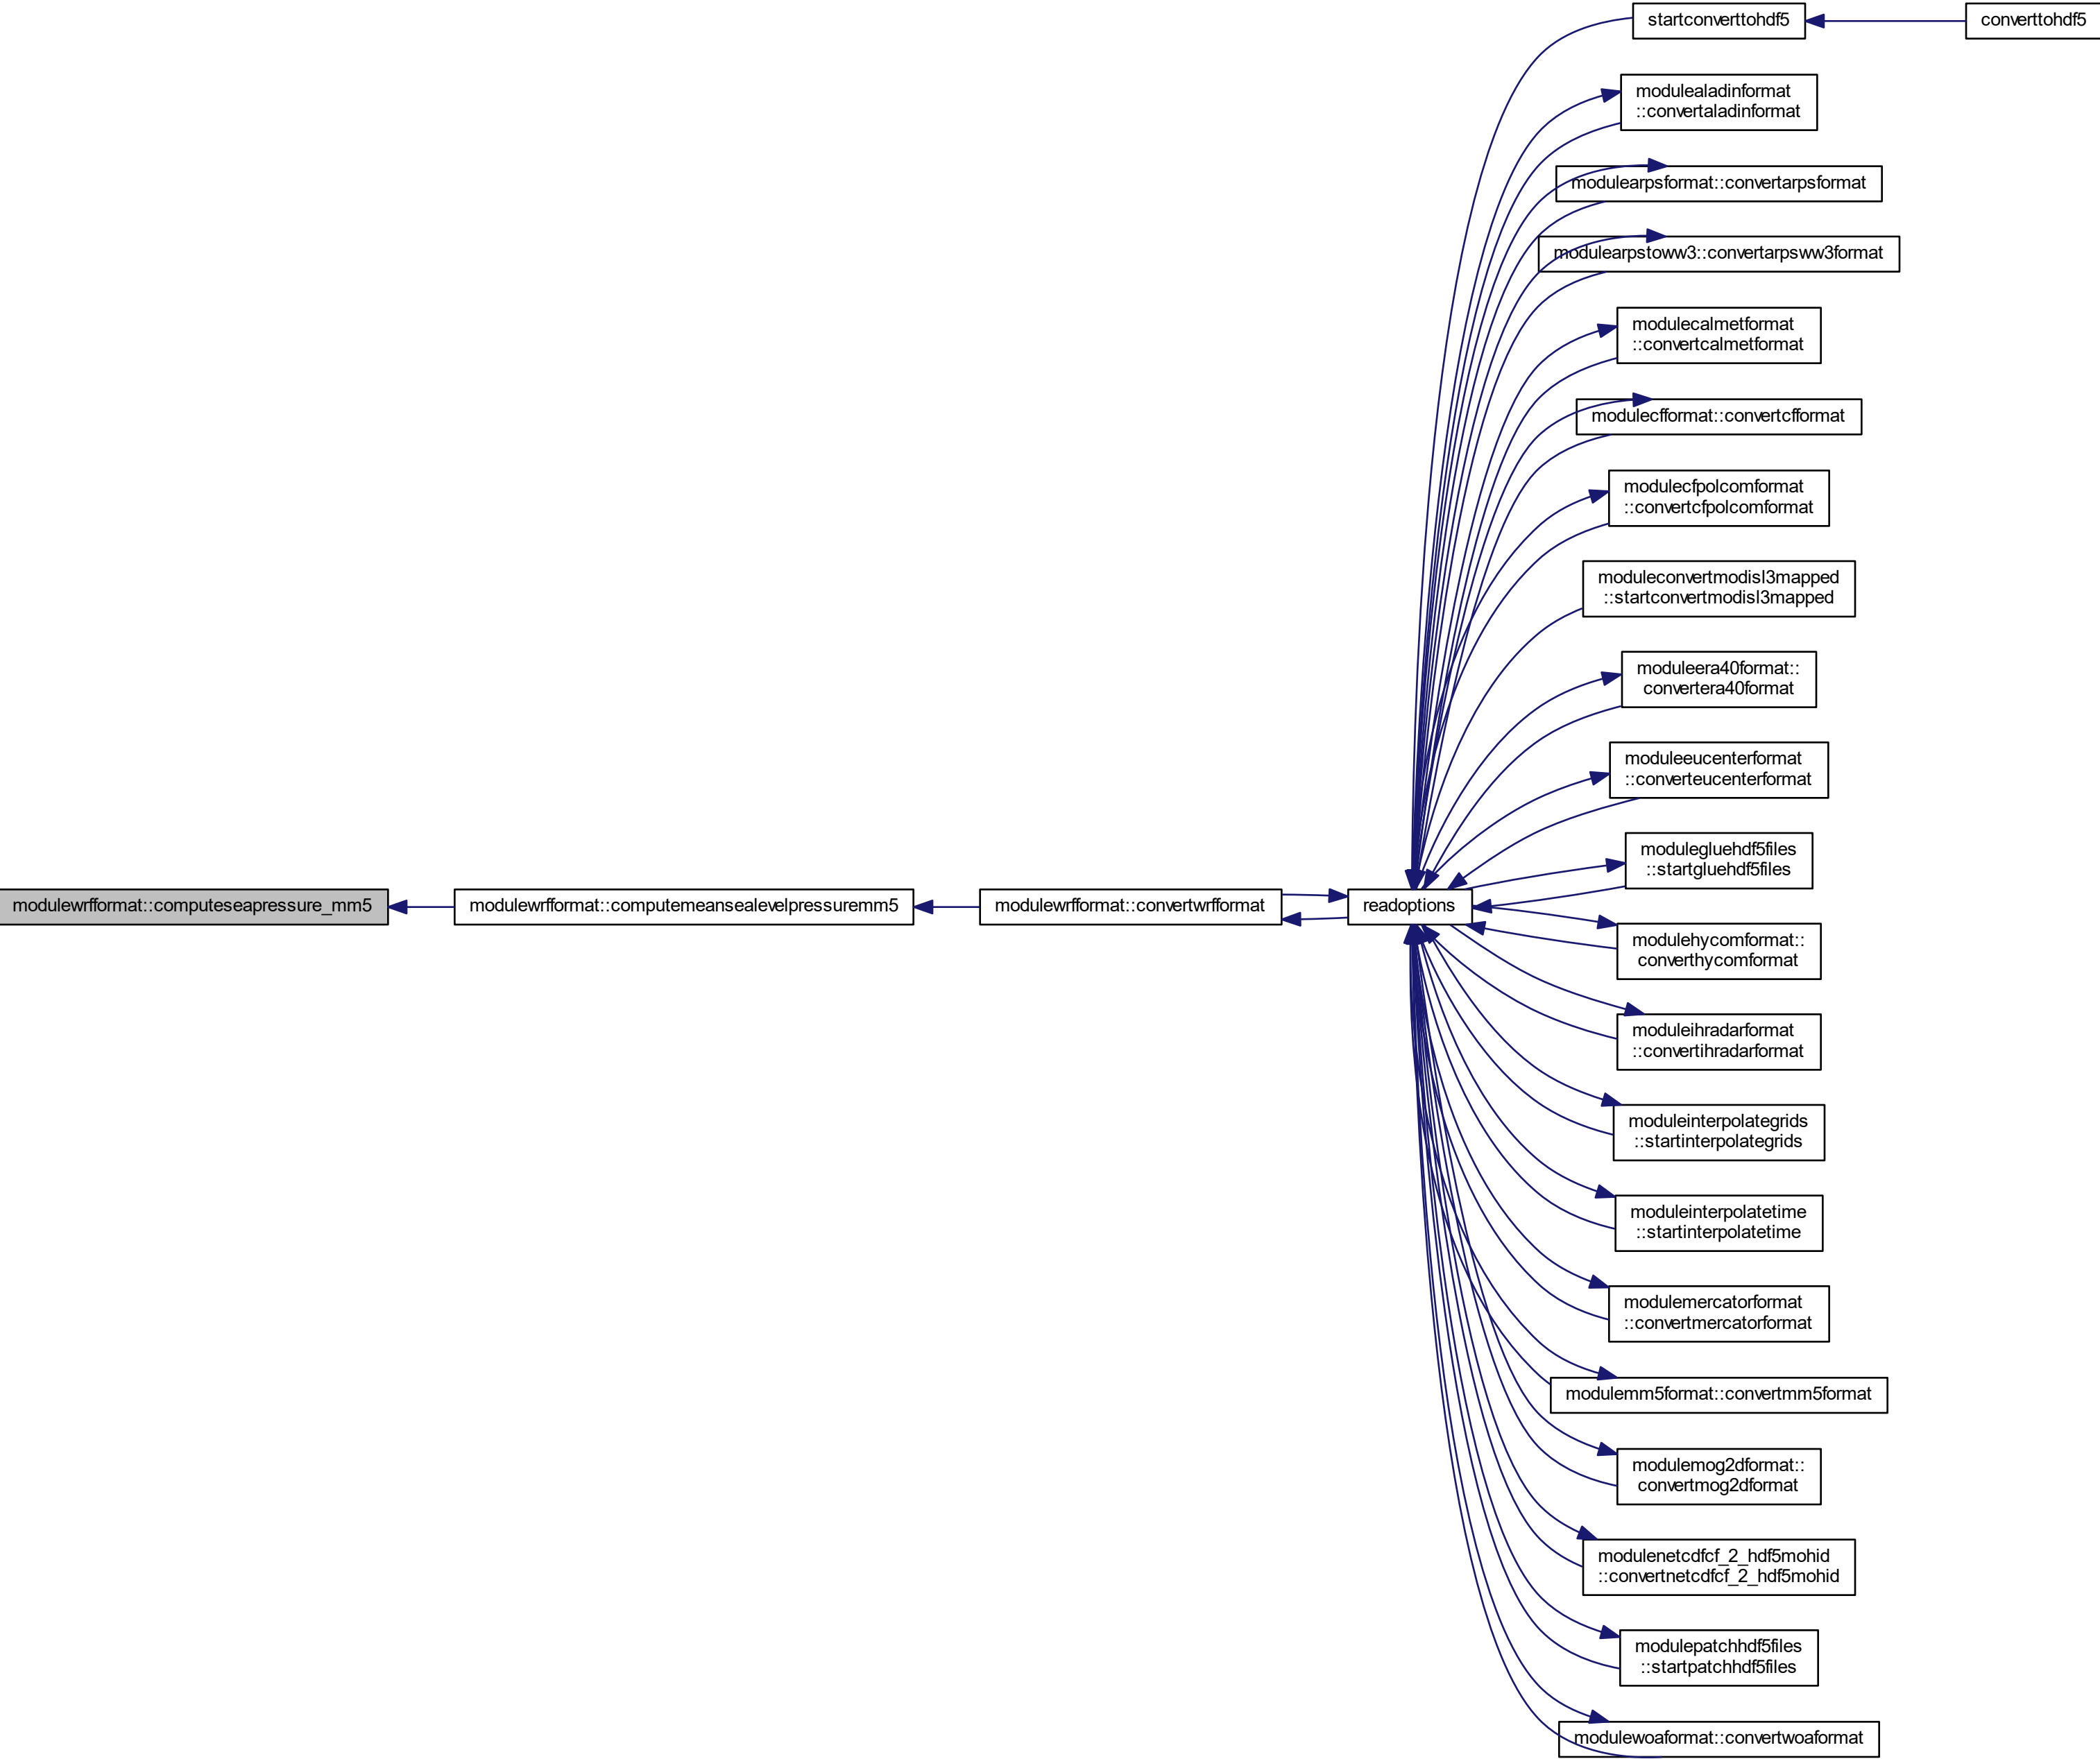 startconverttohdf5
converttohdf5
modulealadinformat
::convertaladinformat
modulearpsformat::convertarpsformat
modulearpstoww3::convertarpsww3format
modulecalmetformat
::convertcalmetformat
modulecfformat::convertcfformat
modulecfpolcomformat
::convertcfpolcomformat
moduleconvertmodisl3mapped
::startconvertmodisl3mapped
moduleera40format::
convertera40format
moduleeucenterformat
::converteucenterformat
modulegluehdf5files
::startgluehdf5files
modulewrfformat::computeseapressure_mm5
modulewrfformat::computemeansealevelpressuremm5
modulewrfformat::convertwrfformat
readoptions
modulehycomformat::
converthycomformat
moduleihradarformat
::convertihradarformat
moduleinterpolategrids
::startinterpolategrids
moduleinterpolatetime
::startinterpolatetime
modulemercatorformat
::convertmercatorformat
modulemm5format::convertmm5format
modulemog2dformat::
convertmog2dformat
modulenetcdfcf_2_hdf5mohid
::convertnetcdfcf_2_hdf5mohid
modulepatchhdf5files
::startpatchhdf5files
modulewoaformat::convertwoaformat